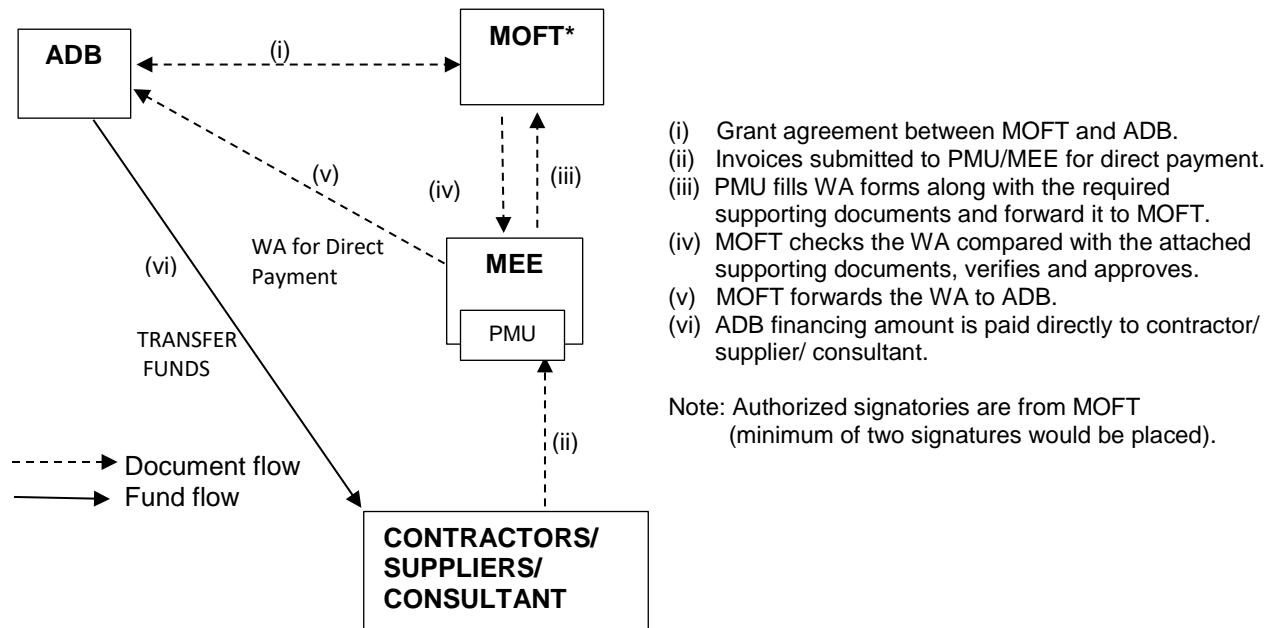 ADB
(i)
MOFT*
(v)
(iv)
(iii)
WA for Direct
Payment
(vi)
MEE
PMU
TRANSFER
FUNDS
(ii)
Document flow
Fund flow
CONTRACTORS/
SUPPLIERS/
CONSULTANT
(i) Grant agreement between MOFT and ADB.
(ii) Invoices submitted to PMU/MEE for direct payment.
(iii) PMU fills WA forms along with the required
supporting documents and forward it to MOFT.
(iv) MOFT checks the WA compared with the attached
supporting documents, verifies and approves.
(v) MOFT forwards the WA to ADB.
(vi) ADB financing amount is paid directly to contractor/
supplier/ consultant.
Note: Authorized signatories are from MOFT
(minimum of two signatures would be placed).